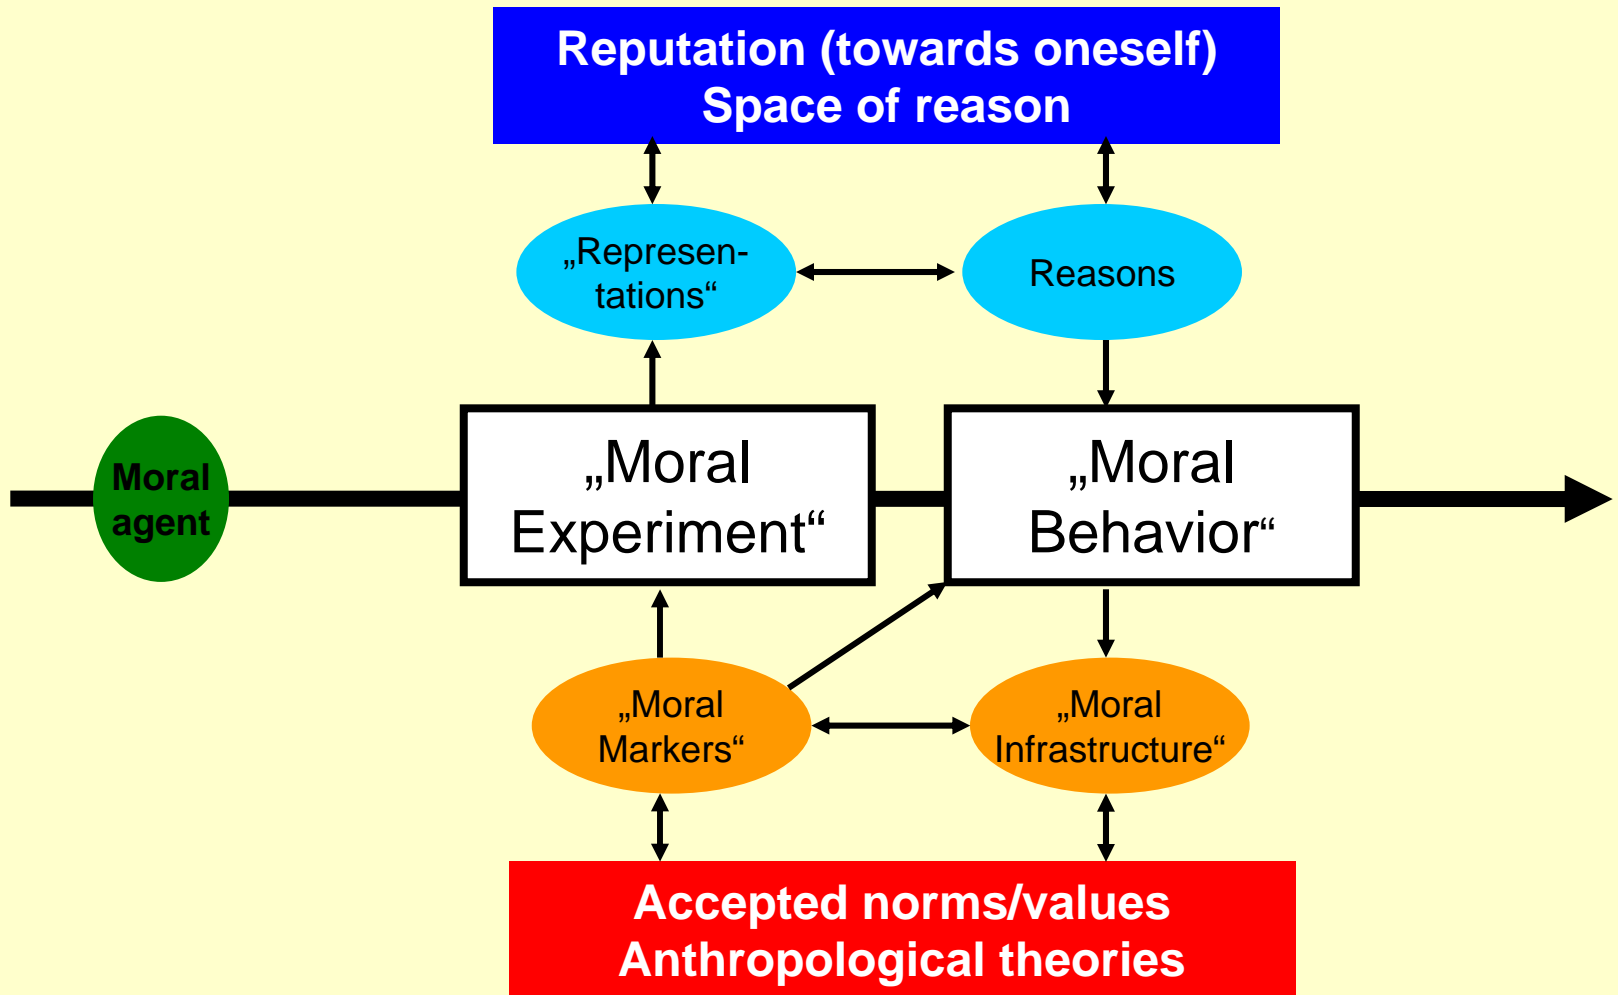 Reputation (towards oneself)
Space of reason
„Represen-
tations“
Reasons
Moral
agent
„Moral
Experiment“
„Moral
Behavior“
„Moral
Markers“
„Moral
Infrastructure“
Accepted norms/values
Anthropological theories